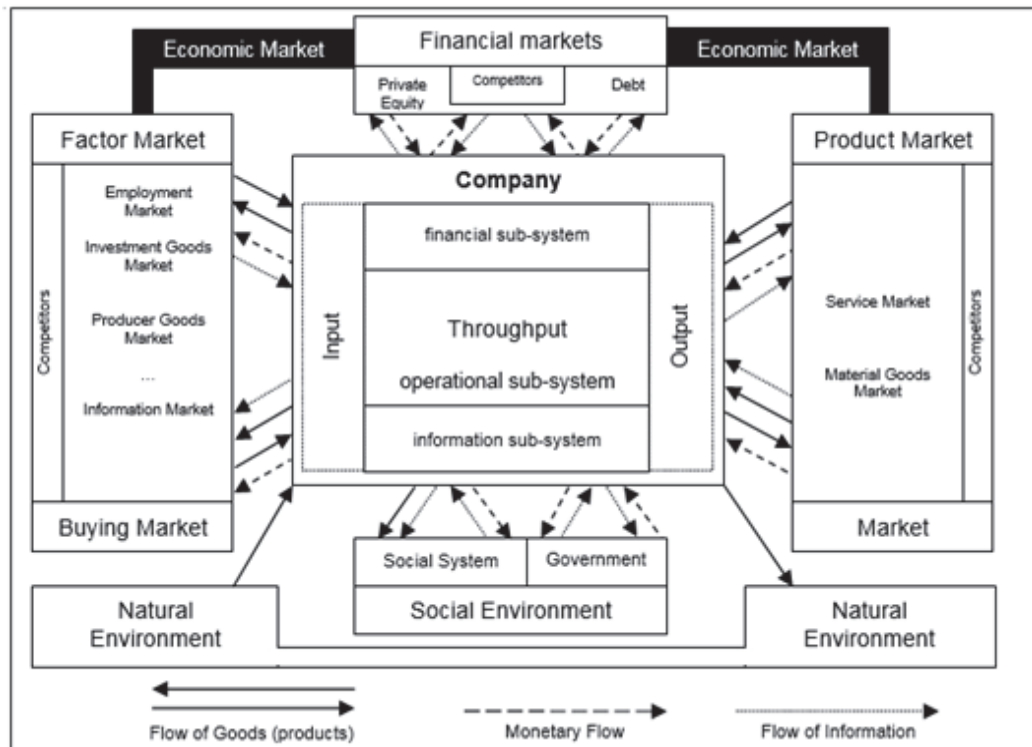 Economic Market
Financial markets
Economic Market
Private
Equity
Competitors
Debt
Factor Market
Competitors
Employment
Market
Investment Goods
Market
Producer Goods
Market
...
Information Market
Buying Market
Company
Input
financial sub-system
Throughput
operational sub-system
information sub-system
Output
Product Market
Service Market
Material Goods
Market
Competitors
Market
Social System
Government
Social Environment
Natural
Environment
Natural
Environment
Flow of Goods (products)
Monetary Flow
Flow of Information